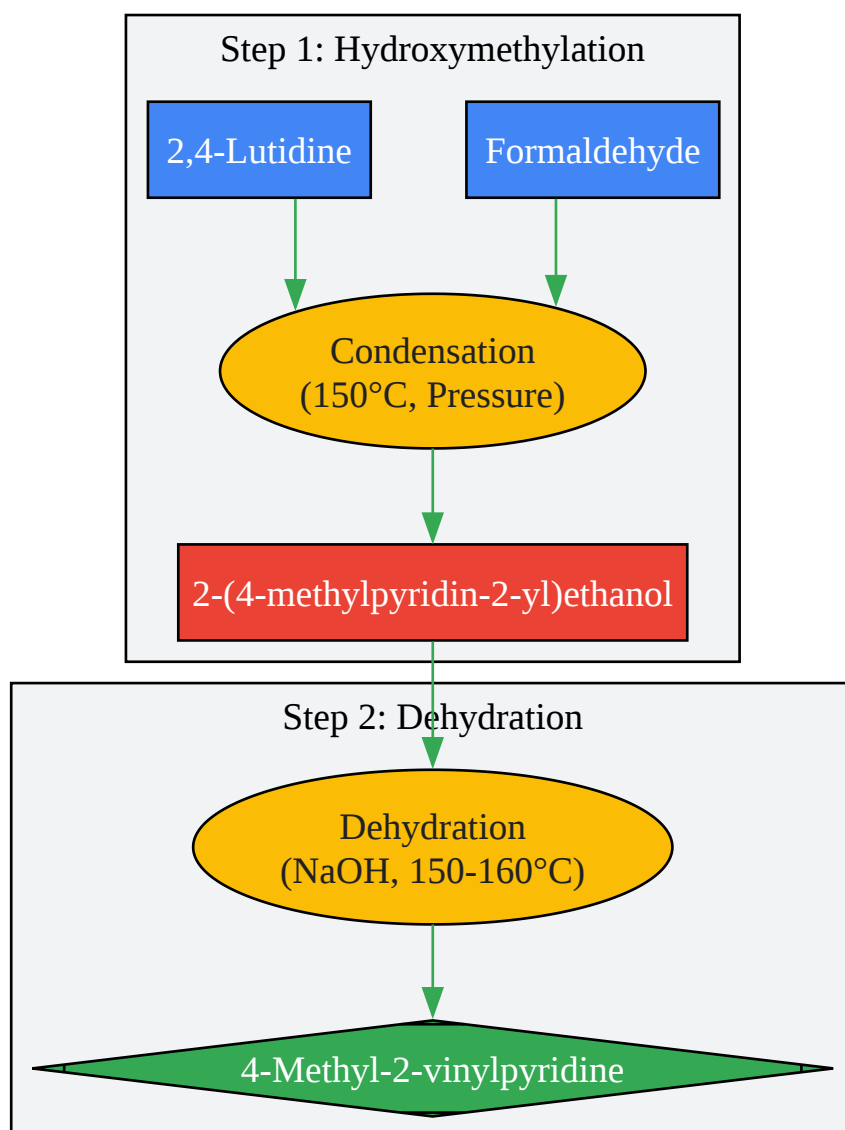 Step 1: Hydroxymethylation
2,4-Lutidine
Formaldehyde
Condensation
(150°C, Pressure)
2-(4-methylpyridin-2-yl)ethanol
Step 2: Dehydration
Dehydration
(NaOH, 150-160°C)
4-Methyl-2-vinylpyridine